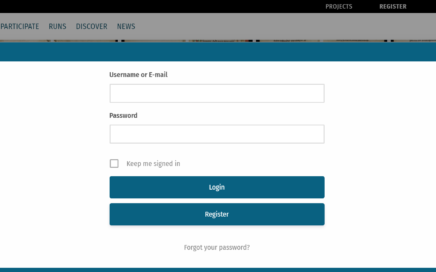 PROJECTS REGISTER
PARTICIPATE RUNS DISCOVER NEWS
Username or E-mail
Password
Keep me signed in
Login
Register
Forgot your password?